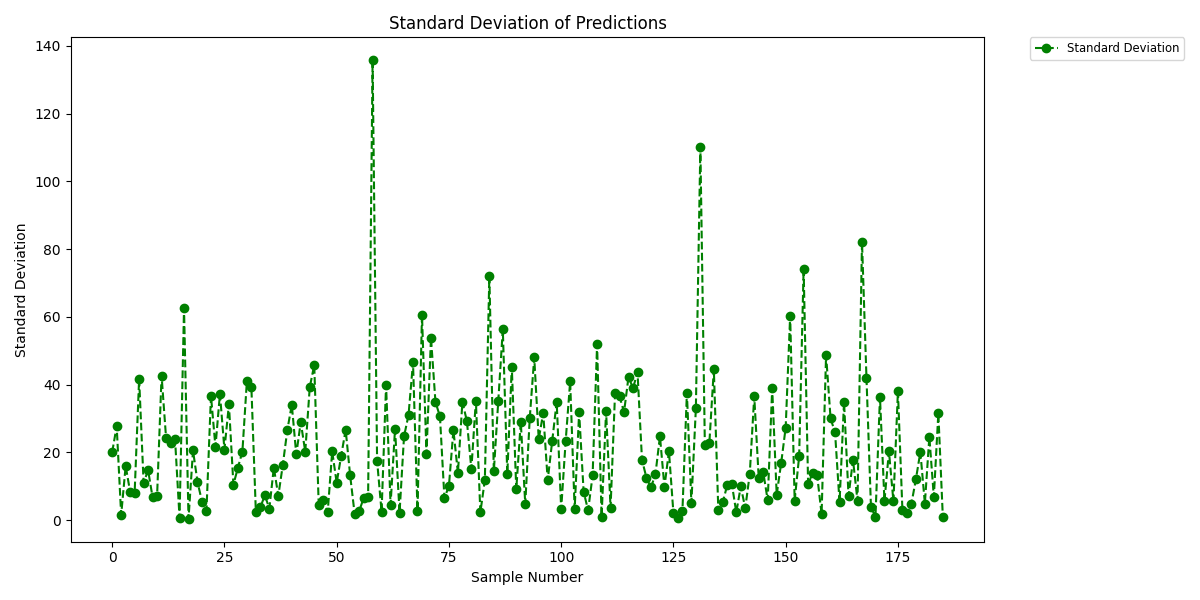 Standard Deviation of Predictions
Standard Deviation
140
120
100
80
60
40
20
0
Standard Deviation
0 25 50 75 100 125 150 175
Sample Number